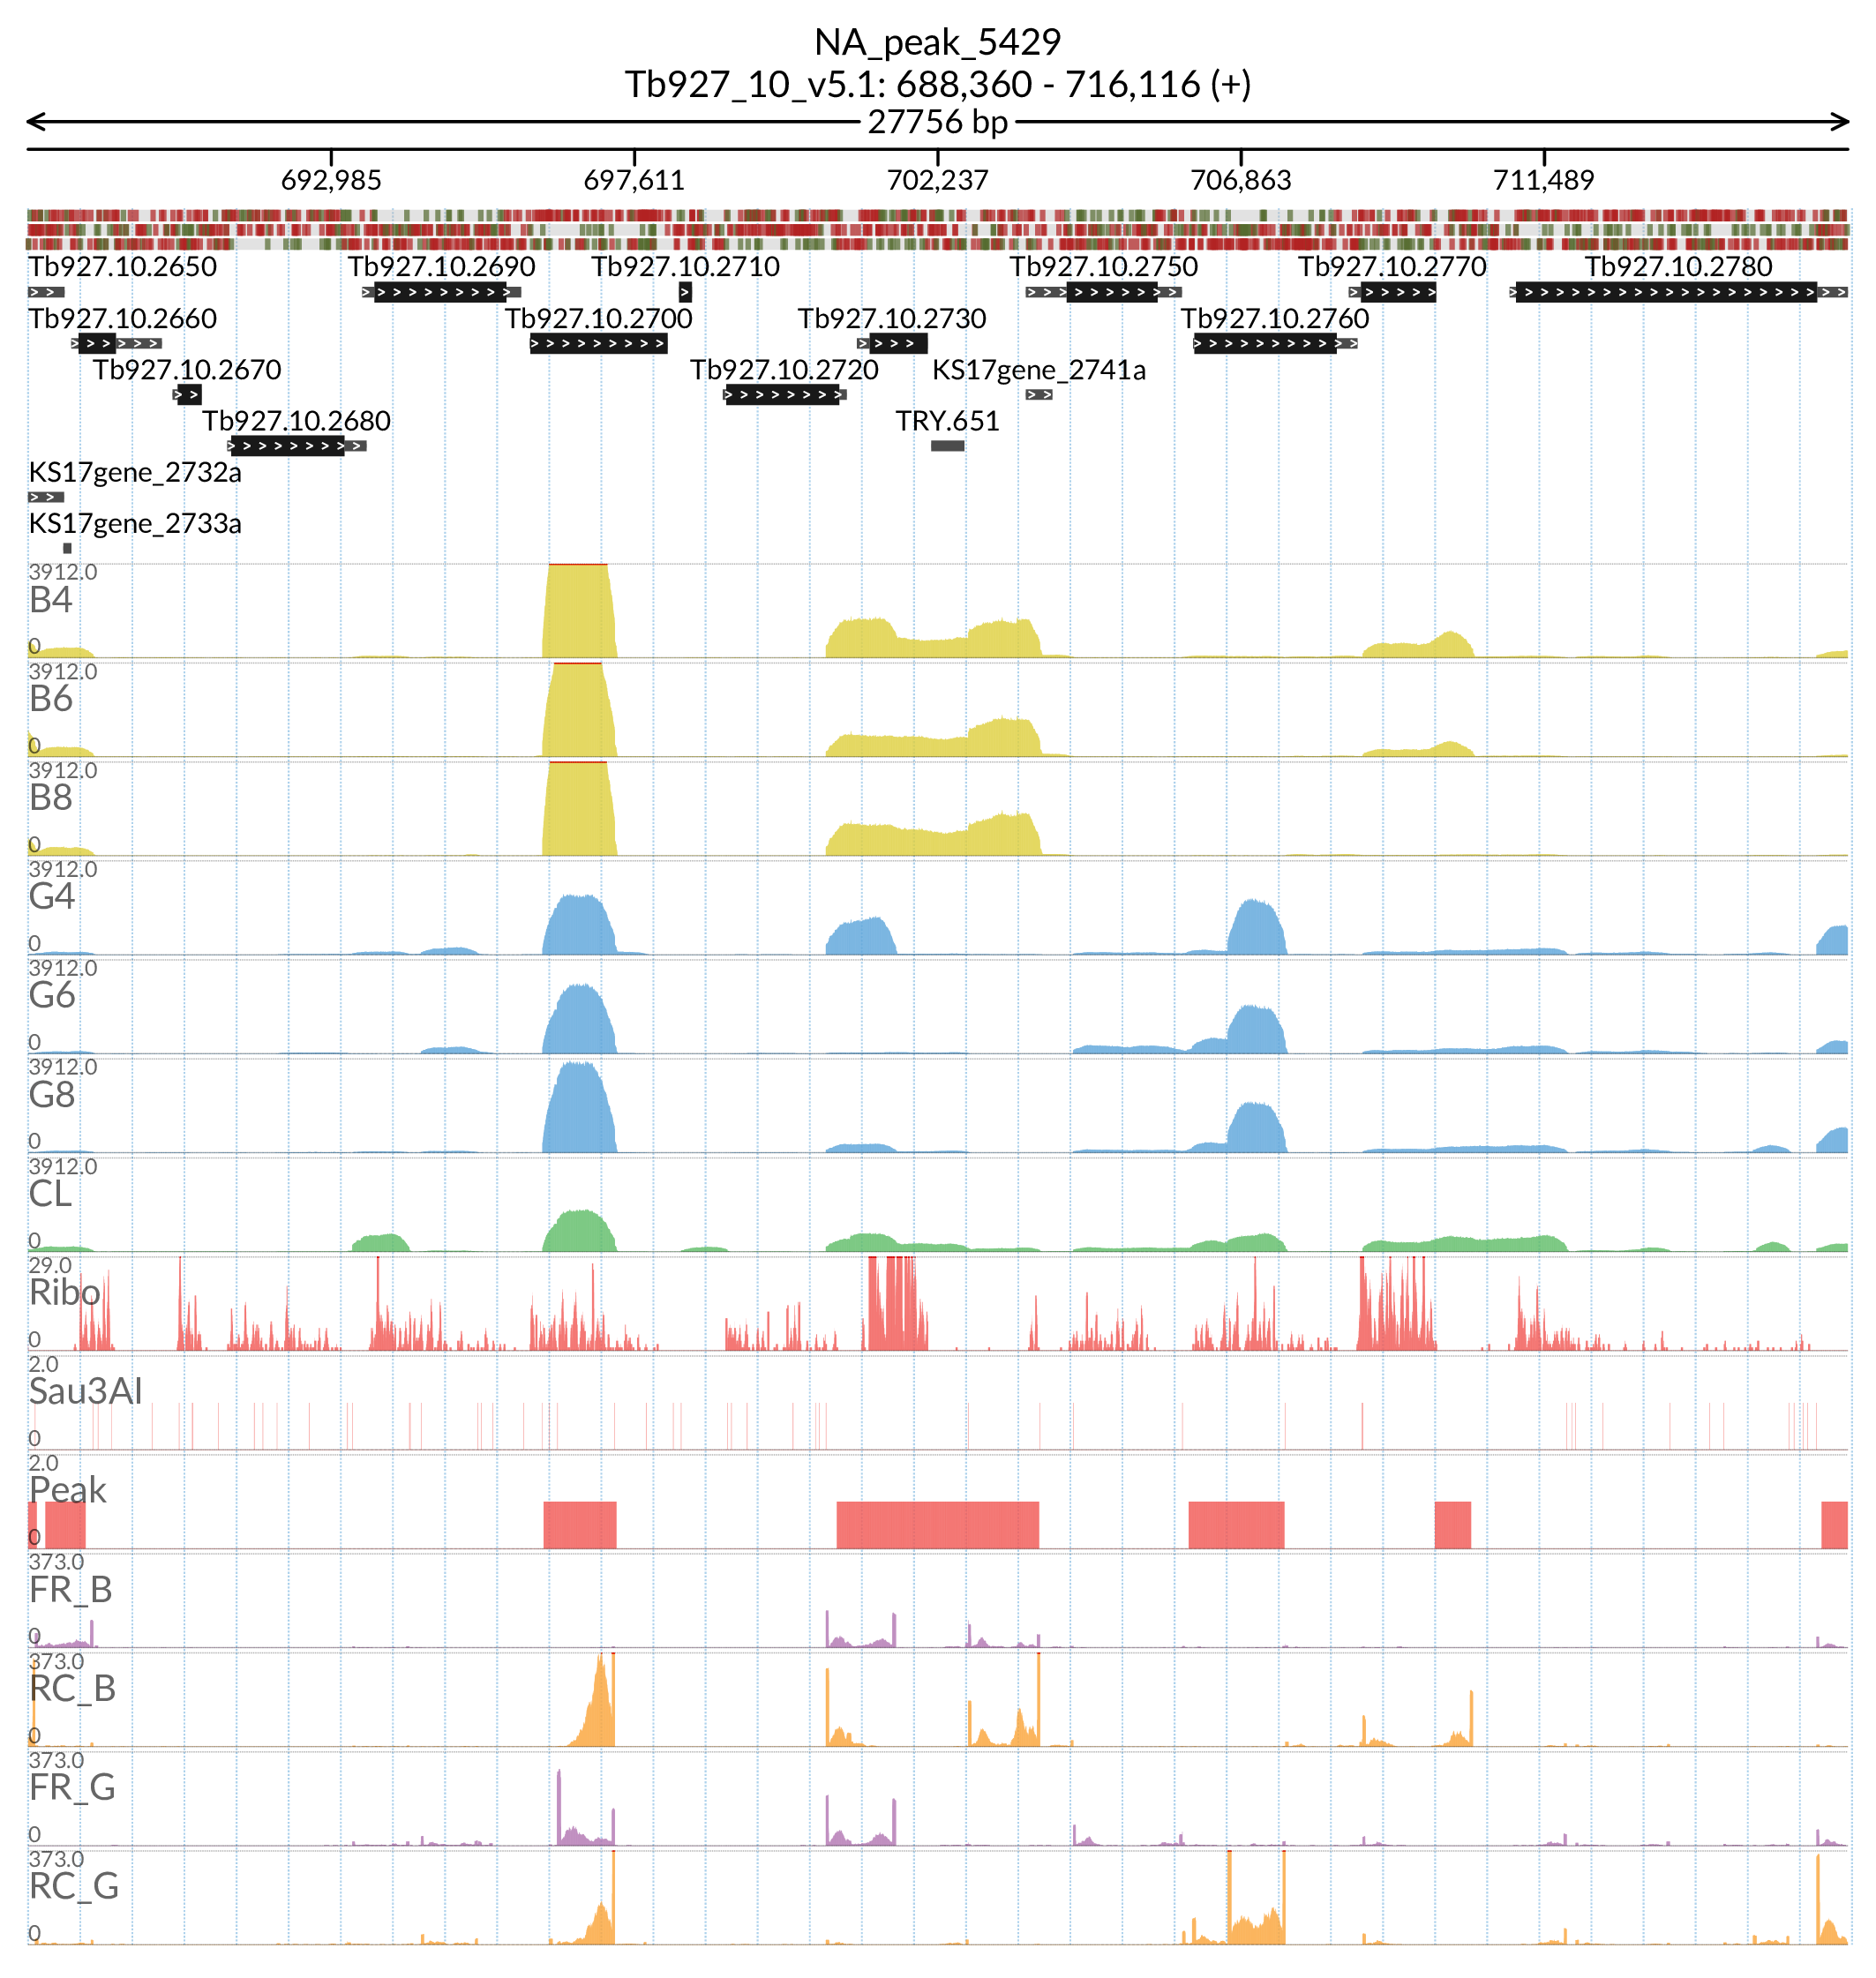 NA_peak_5429
Tb927_10_v5.1: 688,360 - 716,116 (+)
27756 bp
692,985 697,611 702,237 706,863 711,489
Tb927.10.2650 Tb927.10.2690 Tb927.10.2710 Tb927.10.2750 Tb927.10.2770 Tb927.10.2780
Tb927.10.2660 Tb927.10.2700 Tb927.10.2730 Tb927.10.2760
Tb927.10.2670 Tb927.10.2720 KS17gene_2741a
Tb927.10.2680 TRY.651
KS17gene_2732a
KS17gene_2733a
3912.0
B4
0
3912.0
B6
0
3912.0
B8
0
3912.0
G4
0
3912.0
G6
0
3912.0
G8
0
3912.0
CL
0
29.0
Ribo
0
2.0
Sau3AI
0
2.0
Peak
0
373.0
FR_B
0
373.0
RC_B
0
373.0
FR_G
0
373.0
RC_G
0